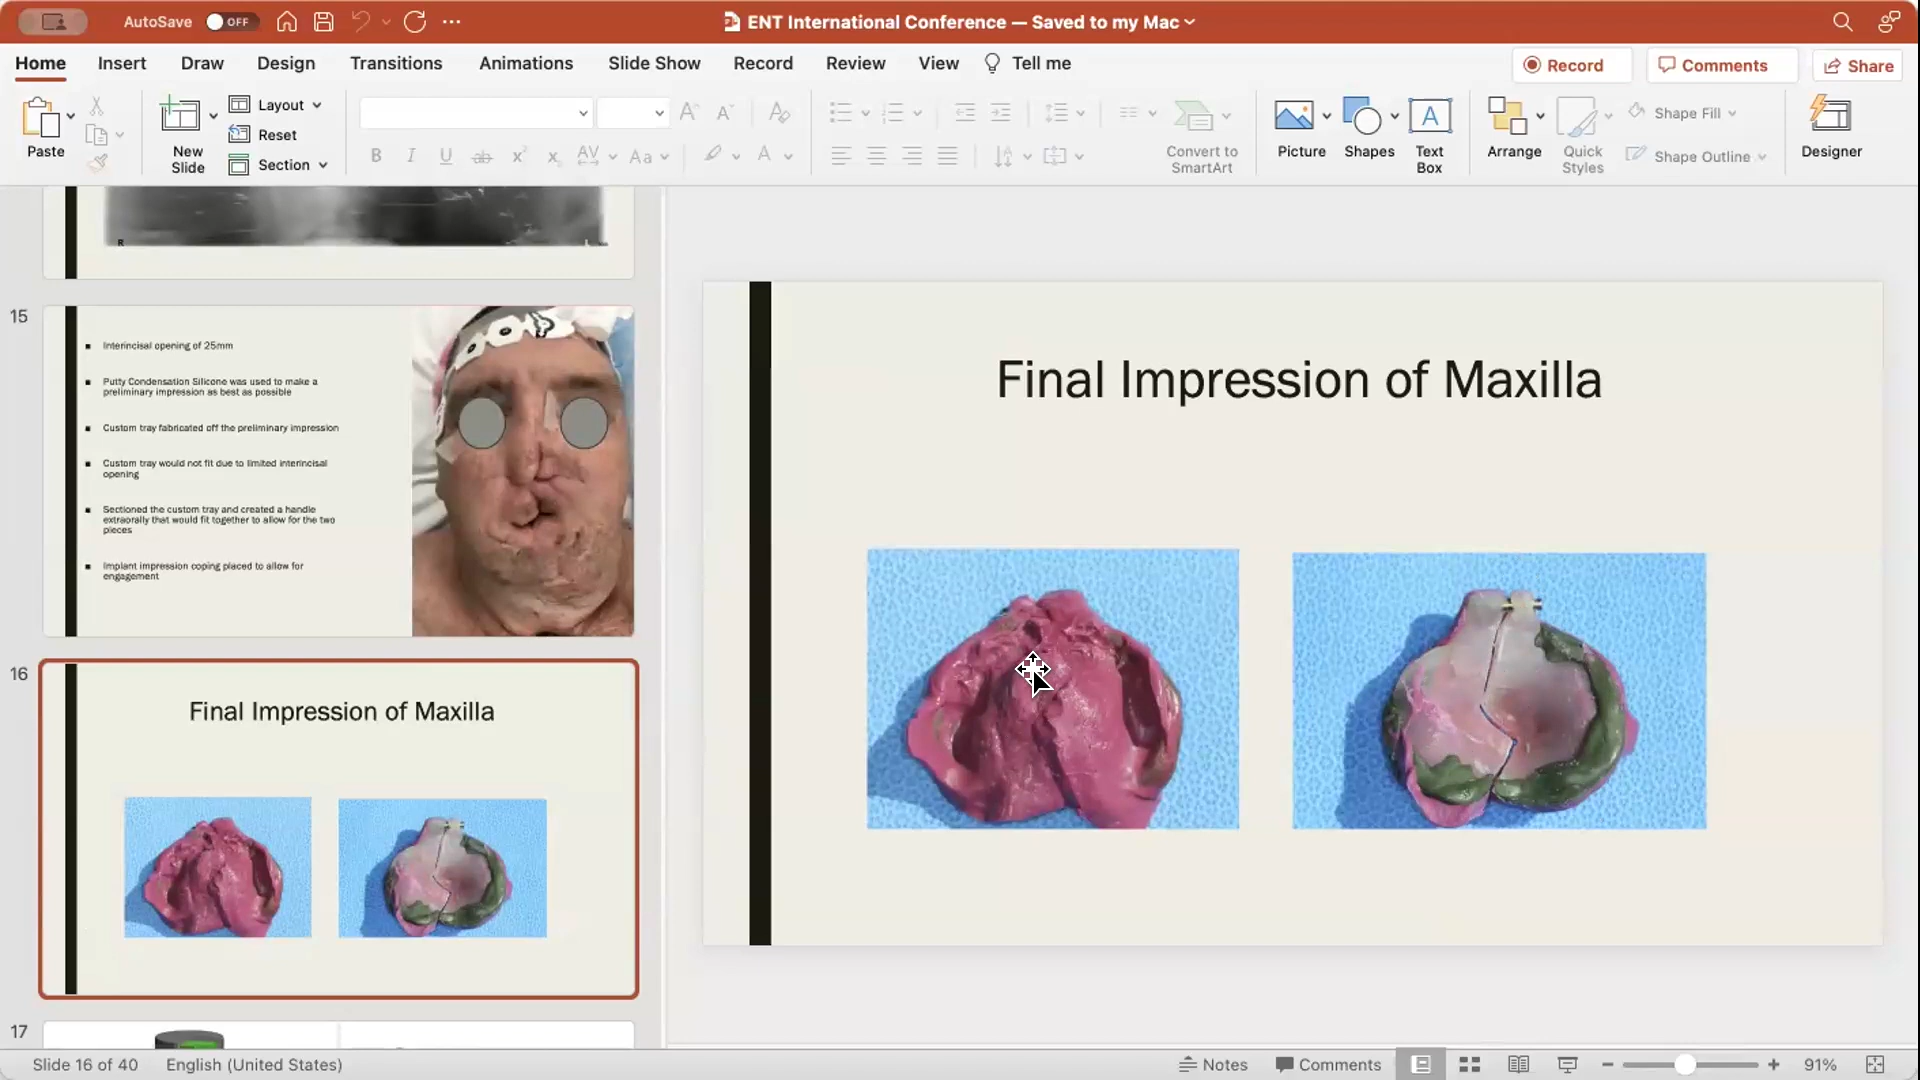 AutoSave OFF
ENT International Conference — Saved to my Mac
Home Insert Draw Design Transitions Animations Slide Show Record Review View Tell me
Record Comments Share
Paste
New Slide
Layout
Reset
Section
Convert to SmartArt
Picture
Shapes
Text Box
Arrange
Quick Styles
Shape Fill
Shape Outline
Designer
R
15
Interincisal opening of 25mm
Putty Condensation Silicone was used to make a
preliminary impression as best as possible
Custom tray fabricated off the preliminary impression
Custom tray would not fit due to limited interincisal
opening
Sectioned the custom tray and created a handle
extraorally that would fit together to allow for the two
pieces
Implant impression coping placed to allow for
engagement
16
Final Impression of Maxilla
17
Final Impression of Maxilla
Slide 16 of 40 English (United States)
Notes Comments 91%